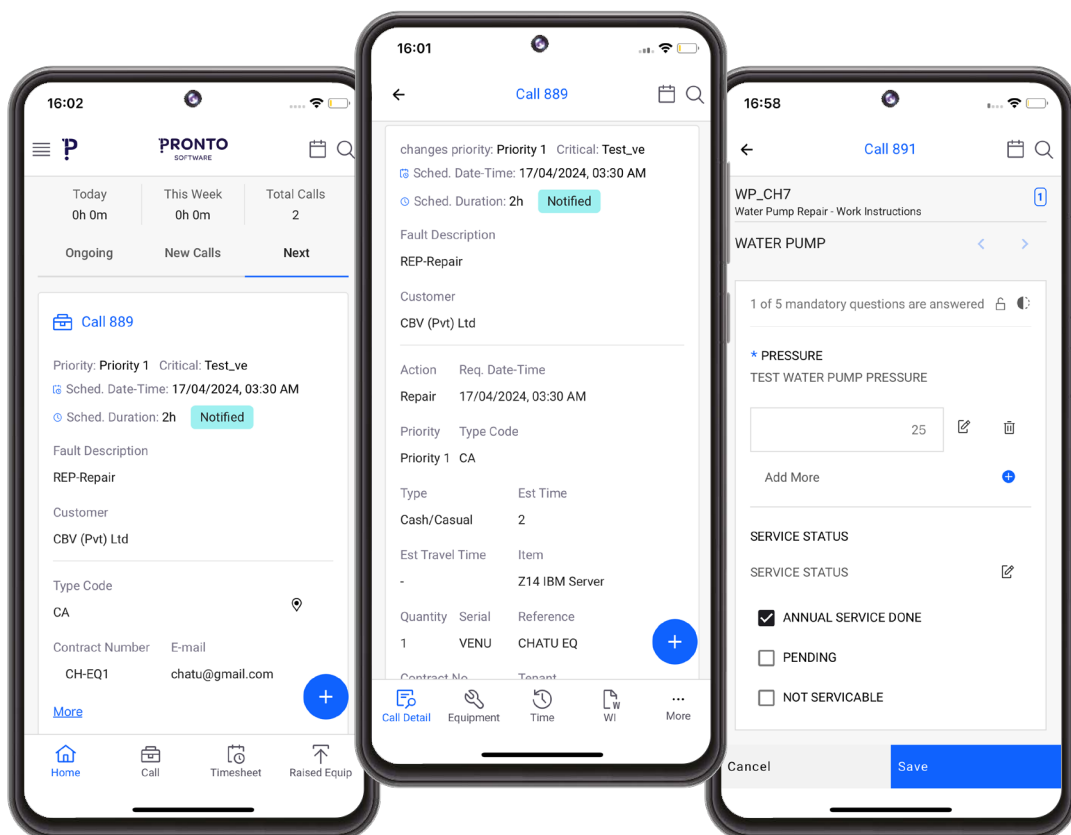 16:02
PRONTO
SOFTWARE
Today This Week Total Calls
0h 0m 0h 0m 2
Ongoing New Calls Next
Call 889
Priority: Priority 1 Critical: Test_ve
Sched. Date-Time: 17/04/2024, 03:30 AM
Sched. Duration: 2h Notified
Fault Description
REP-Repair
Customer
CBV (Pvt) Ltd
Type Code
CA
Contract Number E-mail
CH-EQ1 chatu@gmail.com
More
Home Call Timesheet Raised Equip
16:01
Call 889
changes priority: Priority 1 Critical: Test_ve
Sched. Date-Time: 17/04/2024, 03:30 AM
Sched. Duration: 2h Notified
Fault Description
REP-Repair
Customer
CBV (Pvt) Ltd
Action Req. Date-Time
Repair 17/04/2024, 03:30 AM
Priority Type Code
Priority 1 CA
Type Est Time
Cash/Casual 2
Est Travel Time Item
- Z14 IBM Server
Quantity Serial Reference
1 VENU CHATU EQ
Contract No Tenant
Call Detail Equipment Time WI More
16:58
Call 891
WP_CH7 1
Water Pump Repair - Work Instructions
WATER PUMP
1 of 5 mandatory questions are answered
* PRESSURE
TEST WATER PUMP PRESSURE
25
Add More
SERVICE STATUS
SERVICE STATUS
ANNUAL SERVICE DONE
PENDING
NOT SERVICABLE
Cancel Save